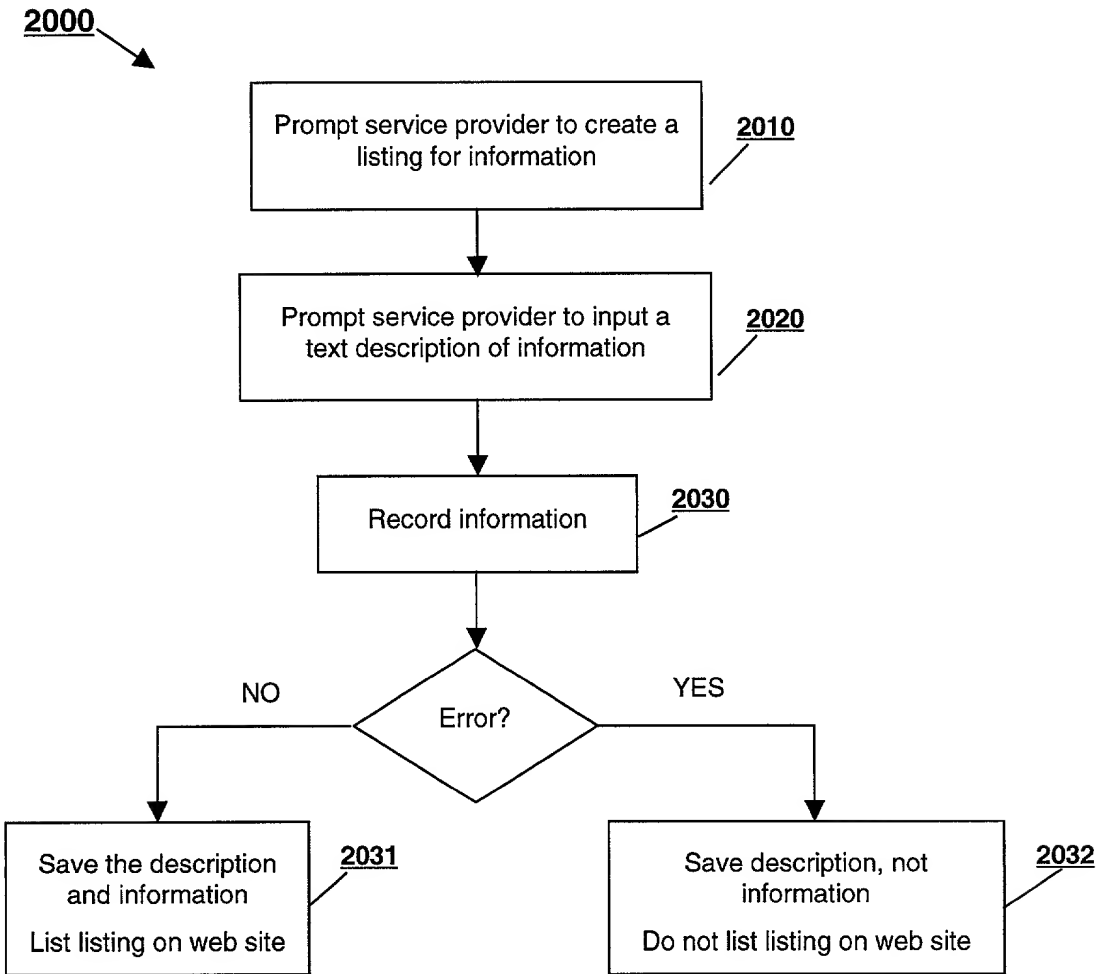 2000
Prompt service provider to create a
listing for information
2010
Prompt service provider to input a
text description of information
2020
Record information
2030
Error?
NO
YES
Save the description
and information
List listing on web site
2031
Save description, not
information
Do not list listing on web site
2032